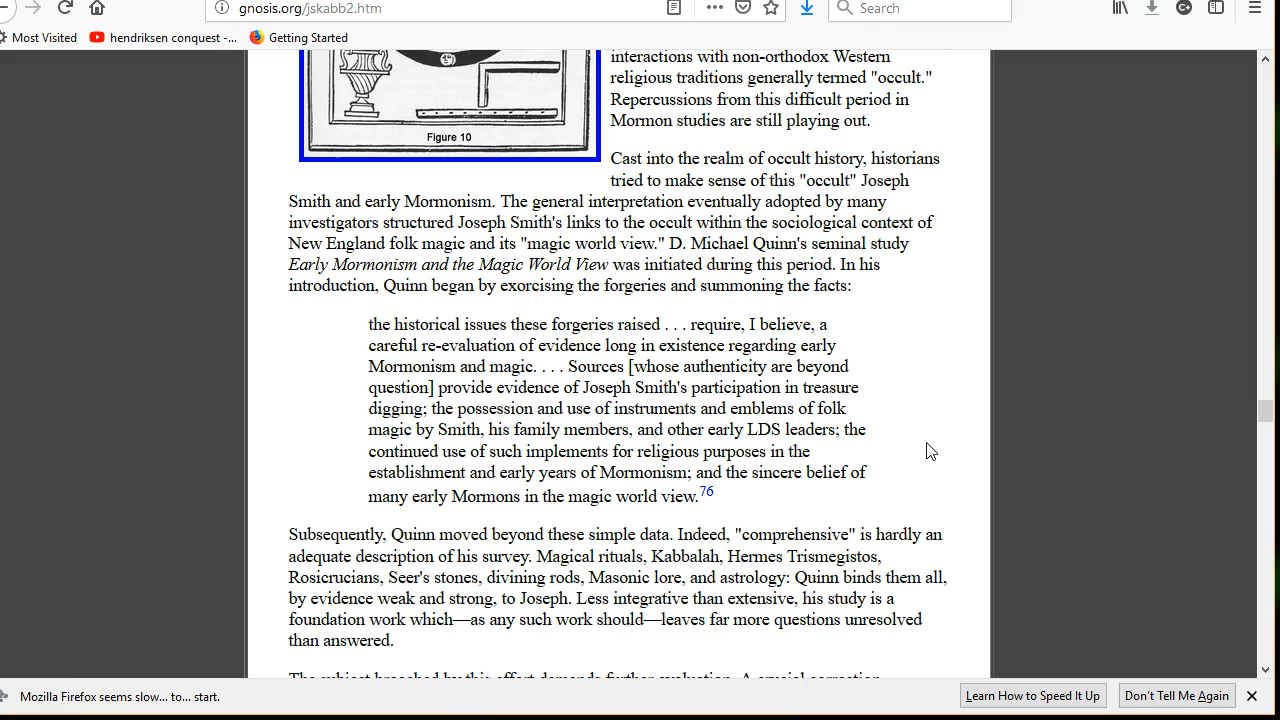 gnosis.org/jskabb2.htm
Search
Most Visited
hendriksen conquest -...
Getting Started
interactions with non-orthodox Western
religious traditions generally termed "occult."
Repercussions from this difficult period in
Mormon studies are still playing out.
Figure 10
Cast into the realm of occult history, historians
tried to make sense of this "occult" Joseph
Smith and early Mormonism. The general interpretation eventually adopted by many
investigators structured Joseph Smith's links to the occult within the sociological context of
New England folk magic and its "magic world view." D. Michael Quinn's seminal study
Early Mormonism and the Magic World View was initiated during this period. In his
introduction, Quinn began by exorcising the forgeries and summoning the facts:
the historical issues these forgeries raised . . . require, I believe, a
careful re-evaluation of evidence long in existence regarding early
Mormonism and magic. . . . Sources [whose authenticity are beyond
question] provide evidence of Joseph Smith's participation in treasure
digging; the possession and use of instruments and emblems of folk
magic by Smith, his family members, and other early LDS leaders; the
continued use of such implements for religious purposes in the
establishment and early years of Mormonism; and the sincere belief of
many early Mormons in the magic world view.76
Subsequently, Quinn moved beyond these simple data. Indeed, "comprehensive" is hardly an
adequate description of his survey. Magical rituals, Kabbalah, Hermes Trismegistos,
Rosicrucians, Seer's stones, divining rods, Masonic lore, and astrology: Quinn binds them all,
by evidence weak and strong, to Joseph. Less integrative than extensive, his study is a
foundation work which—as any such work should—leaves far more questions unresolved
than answered.
The subject broached by this effort demands further evaluation. A crucial correction
Mozilla Firefox seems slow... to... start.
Learn How to Speed It Up
Don't Tell Me Again